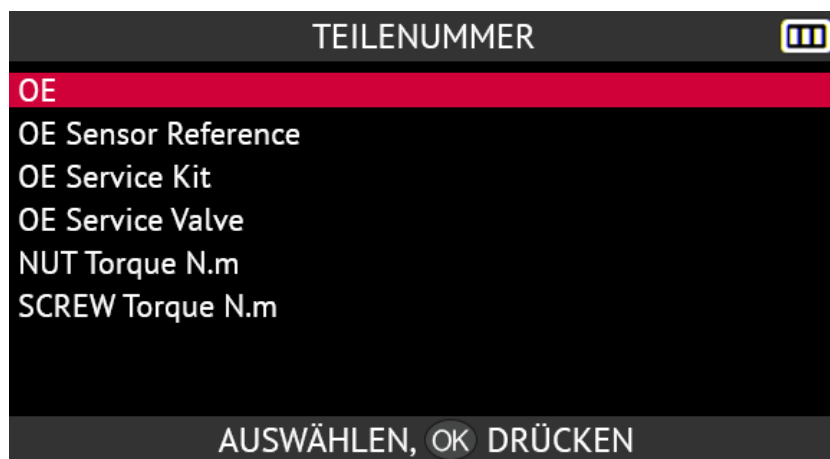 TEILENUMMER
OE
OE Sensor Reference
OE Service Kit
OE Service Valve
NUT Torque N.m
SCREW Torque N.m
AUSWÄHLEN, OK DRÜCKEN